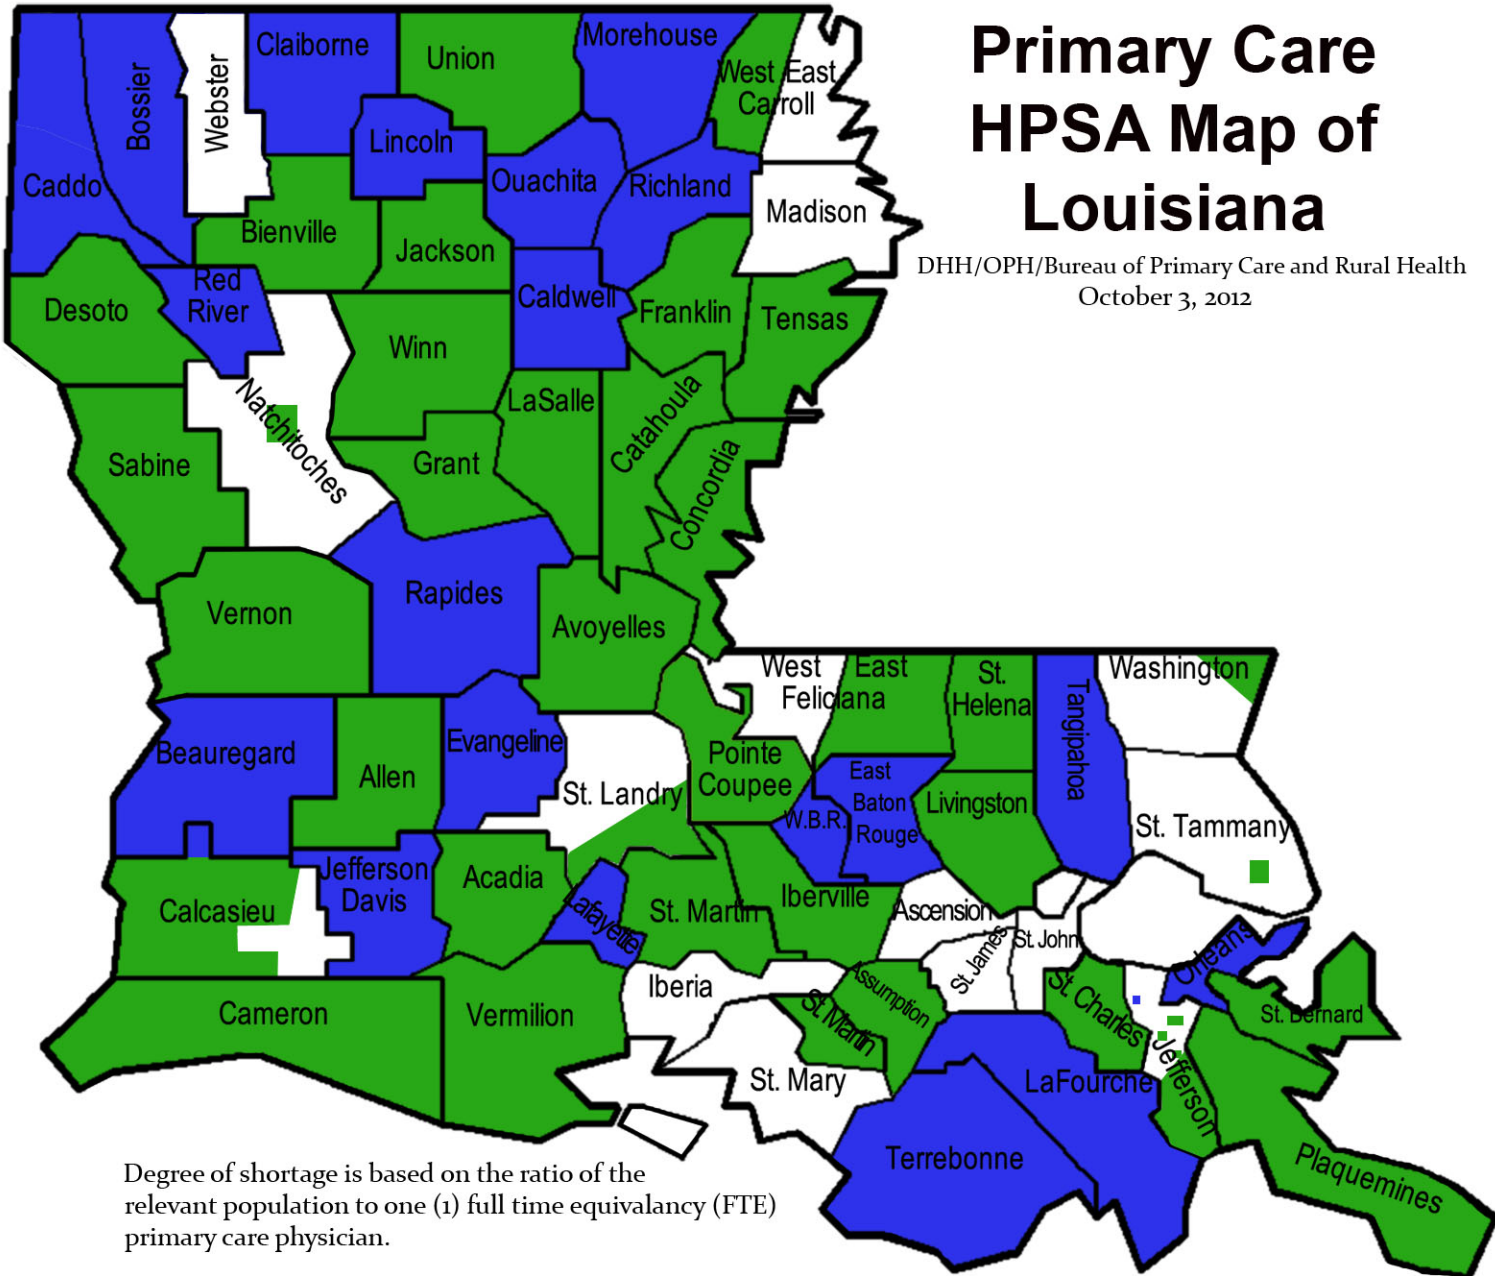 Primary Care
HPSA Map of
Louisiana
DHH/OPH/Bureau of Primary Care and Rural Health
October 3, 2012
Caddo
Bossier
Webster
Claiborne
Union
Morehouse
West
Carroll
East
Lincoln
Ouachita
Richland
Madison
Bienville
Jackson
Desoto
Red
River
Caldwell
Franklin
Tensas
Winn
Natchitoches
LaSalle
Catahoula
Concordia
Sabine
Grant
Vernon
Rapides
Avoyelles
West
Feliciana
East
St.
Helena
Tangipahoa
Washington
Beauregard
Allen
Evangeline
St. Landry
Pointe
Coupee
W.B.R.
East
Baton
Rouge
Livingston
St. Tammany
Calcasieu
Jefferson
Davis
Acadia
Lafayette
St. Martin
Iberville
Ascension
St James
St. John
Orleans
Cameron
Vermilion
Iberia
St Martin
Assumption
St Charles
Jefferson
St. Bernard
St. Mary
LaFourche
Terrebonne
Plaquemines
Degree of shortage is based on the ratio of the
relevant population to one (1) full time equivalancy (FTE)
primary care physician.